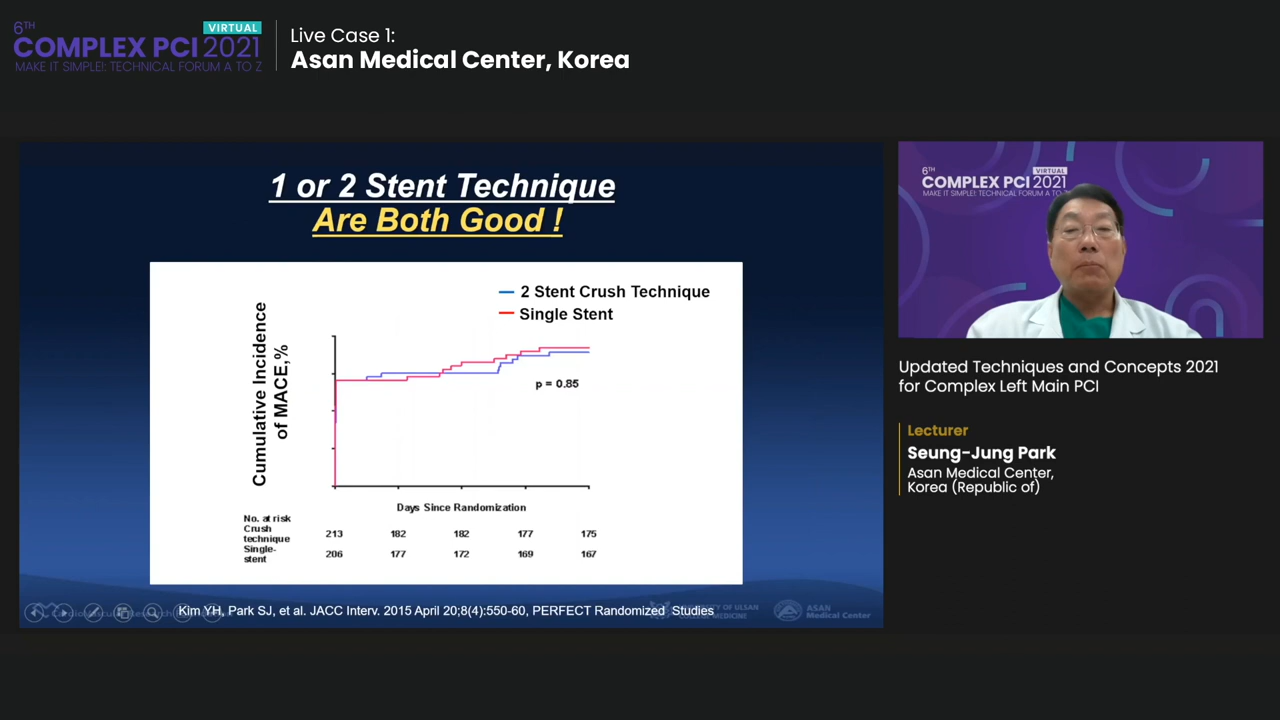 6TH
VIRTUAL
COMPLEX PCI 2021
MAKE IT SIMPLE!: TECHNICAL FORUM A TO Z
Live Case 1:
Asan Medical Center, Korea
1 or 2 Stent Technique
Are Both Good !
2 Stent Crush Technique
Single Stent
Cumulative Incidence
of MACE,%
p = 0.85
Days Since Randomization
No. at risk
Crush
technique 213 182 182 177 175
Single-
stent 206 177 172 169 167
Kim YH, Park SJ, et al. JACC Interv. 2015 April 20;8(4):550-60, PERFECT Randomized Studies
OF ULSAN
COLLEGE MEDICINE
ASAN
Medical Center
6TH
VIRTUAL
COMPLEX PCI 2021
MAKE IT SIMPLE!: TECHNICAL FORUM A TO
Updated Techniques and Concepts 2021
for Complex Left Main PCI
Lecturer
Seung-Jung Park
Asan Medical Center,
Korea (Republic of)